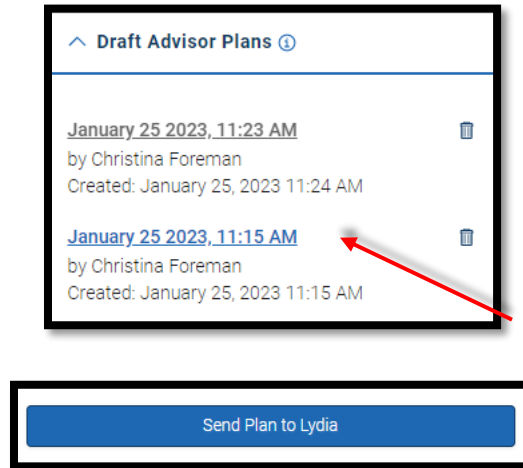 Draft Advisor Plans
January 25 2023, 11:23 AM
by Christina Foreman
Created: January 25, 2023 11:24 AM
January 25 2023, 11:15 AM
by Christina Foreman
Created: January 25, 2023 11:15 AM
Send Plan to Lydia